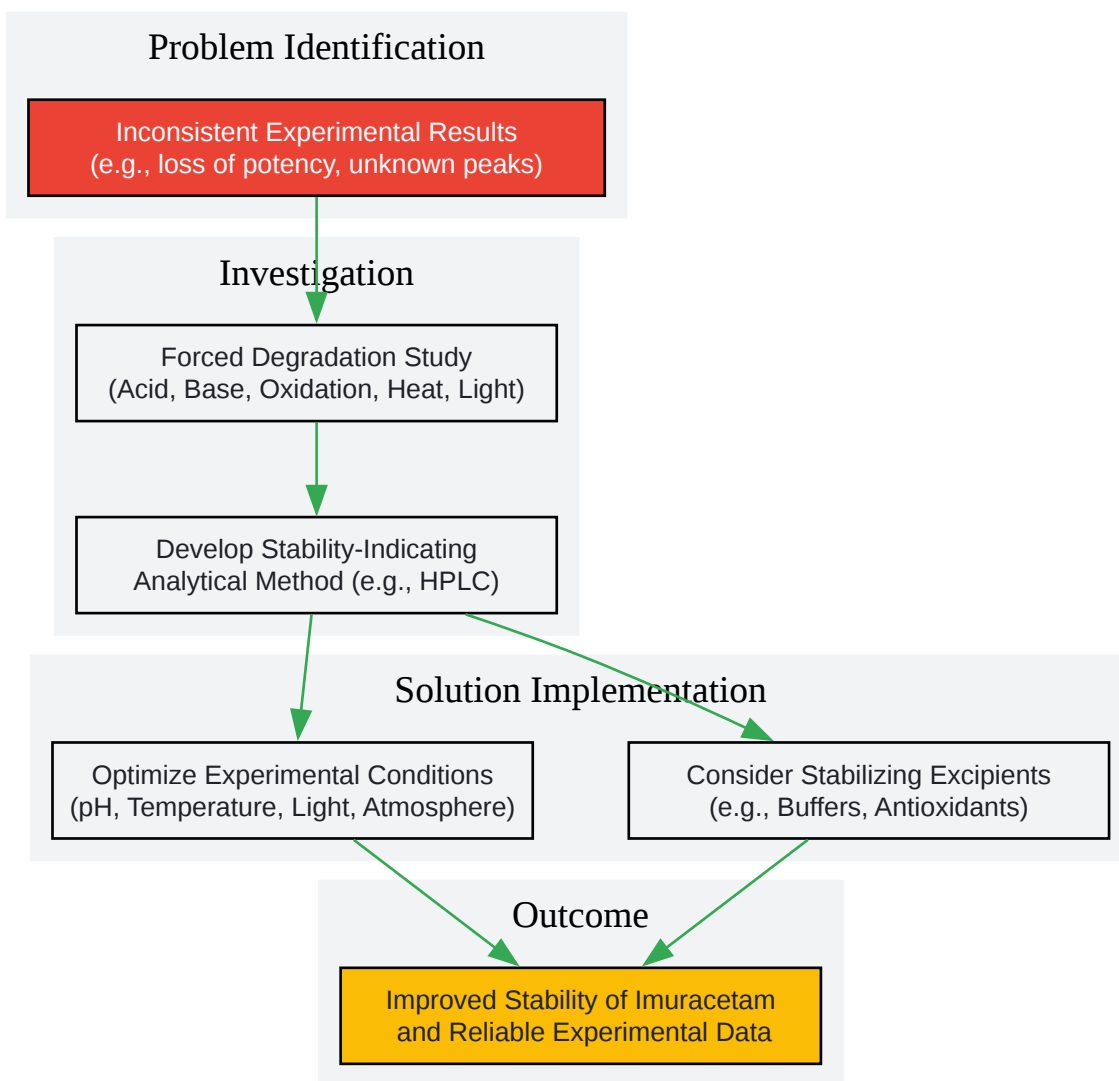 Problem Identification
Inconsistent Experimental Results
(e.g., loss of potency, unknown peaks)
Investigation
Forced Degradation Study
(Acid, Base, Oxidation, Heat, Light)
Develop Stability-Indicating
Analytical Method (e.g., HPLC)
Solution Implementation
Optimize Experimental Conditions
(pH, Temperature, Light, Atmosphere)
Consider Stabilizing Excipients
(e.g., Buffers, Antioxidants)
Outcome
Improved Stability of Imuracetam
and Reliable Experimental Data